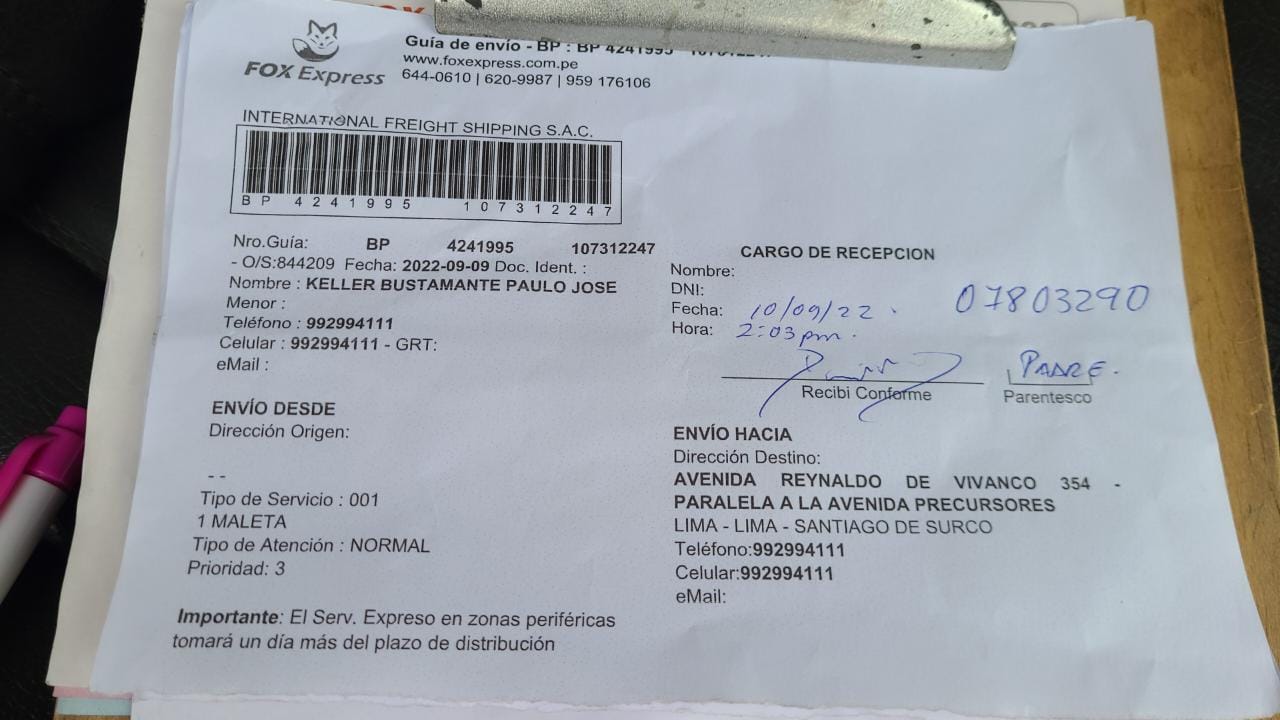 FOX Express
Guía de envío - BP : BP 4241995
www.foxexpress.com.pe
644-0610 | 620-9987 | 959 176106
INTERNATIONAL FREIGHT SHIPPING S.A.C.
BP 4241995 107312247
Nro.Guía: BP 4241995 107312247
- O/S:844209 Fecha: 2022-09-09 Doc. Ident. :
Nombre : KELLER BUSTAMANTE PAULO JOSE
Menor :
Teléfono : 992994111
Celular : 992994111 - GRT:
eMail :
ENVÍO DESDE
Dirección Origen:
- -
Tipo de Servicio : 001
1 MALETA
Tipo de Atención : NORMAL
Prioridad: 3
Importante: El Serv. Expreso en zonas periféricas
tomará un día más del plazo de distribución
CARGO DE RECEPCION
Nombre:
DNI: 07803290
Fecha: 10/09/22.
Hora: 2:03 pm.
PADRE.
Recibi Conforme Parentesco
ENVÍO HACIA
Dirección Destino:
AVENIDA REYNALDO DE VIVANCO 354 -
PARALELA A LA AVENIDA PRECURSORES
LIMA - LIMA - SANTIAGO DE SURCO
Teléfono:992994111
Celular:992994111
eMail: